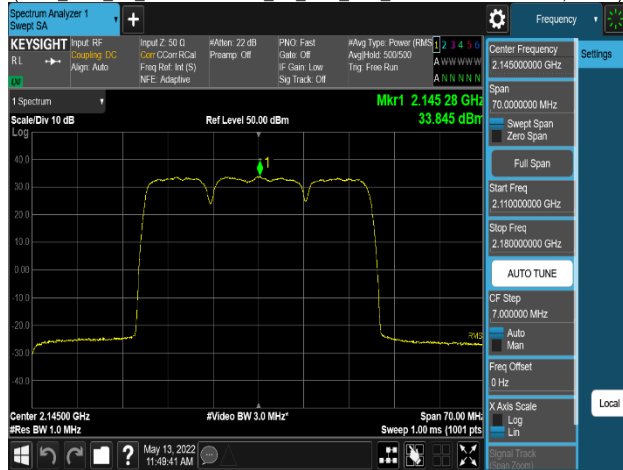 Spectrum Analyzer 1
Swept SA
+
Frequency
KEYSIGHT
RL
Input: RF
Coupling: DC
Align: Auto
Input Z: 50 Ω
Corr CCorr RCal
Freq Ref: Int (S)
NFE: Adaptive
#Atten: 22 dB
Preamp: Off
PNO: Fast
Gate: Off
IF Gain: Low
Sig Track: Off
#Avg Type: Power (RMS
Avg|Hold: 500/500
Trig: Free Run
1 2 3 4 5 6
A W W W W W
A N N N N N
1 Spectrum
Scale/Div 10 dB
Ref Level 50.00 dBm
Mkr1 2.145 28 GHz
33.845 dBm
Log
1
40.0
30.0
20.0
10.0
0.00
-10.0
-20.0
-30.0
-40.0
RMS
Center 2.14500 GHz
#Res BW 1.0 MHz
#Video BW 3.0 MHz*
Span 70.00 MHz
Sweep 1.00 ms (1001 pts)
Center Frequency
2.145000000 GHz
Settings
Span
70.0000000 MHz
Swept Span
Zero Span
Full Span
Start Freq
2.110000000 GHz
Stop Freq
2.180000000 GHz
AUTO TUNE
CF Step
7.000000 MHz
Auto
Man
Freq Offset
0 Hz
X Axis Scale
Log
Lin
Local
Signal Track
(Span Zoom)
?
May 13, 2022
11:49:41 AM